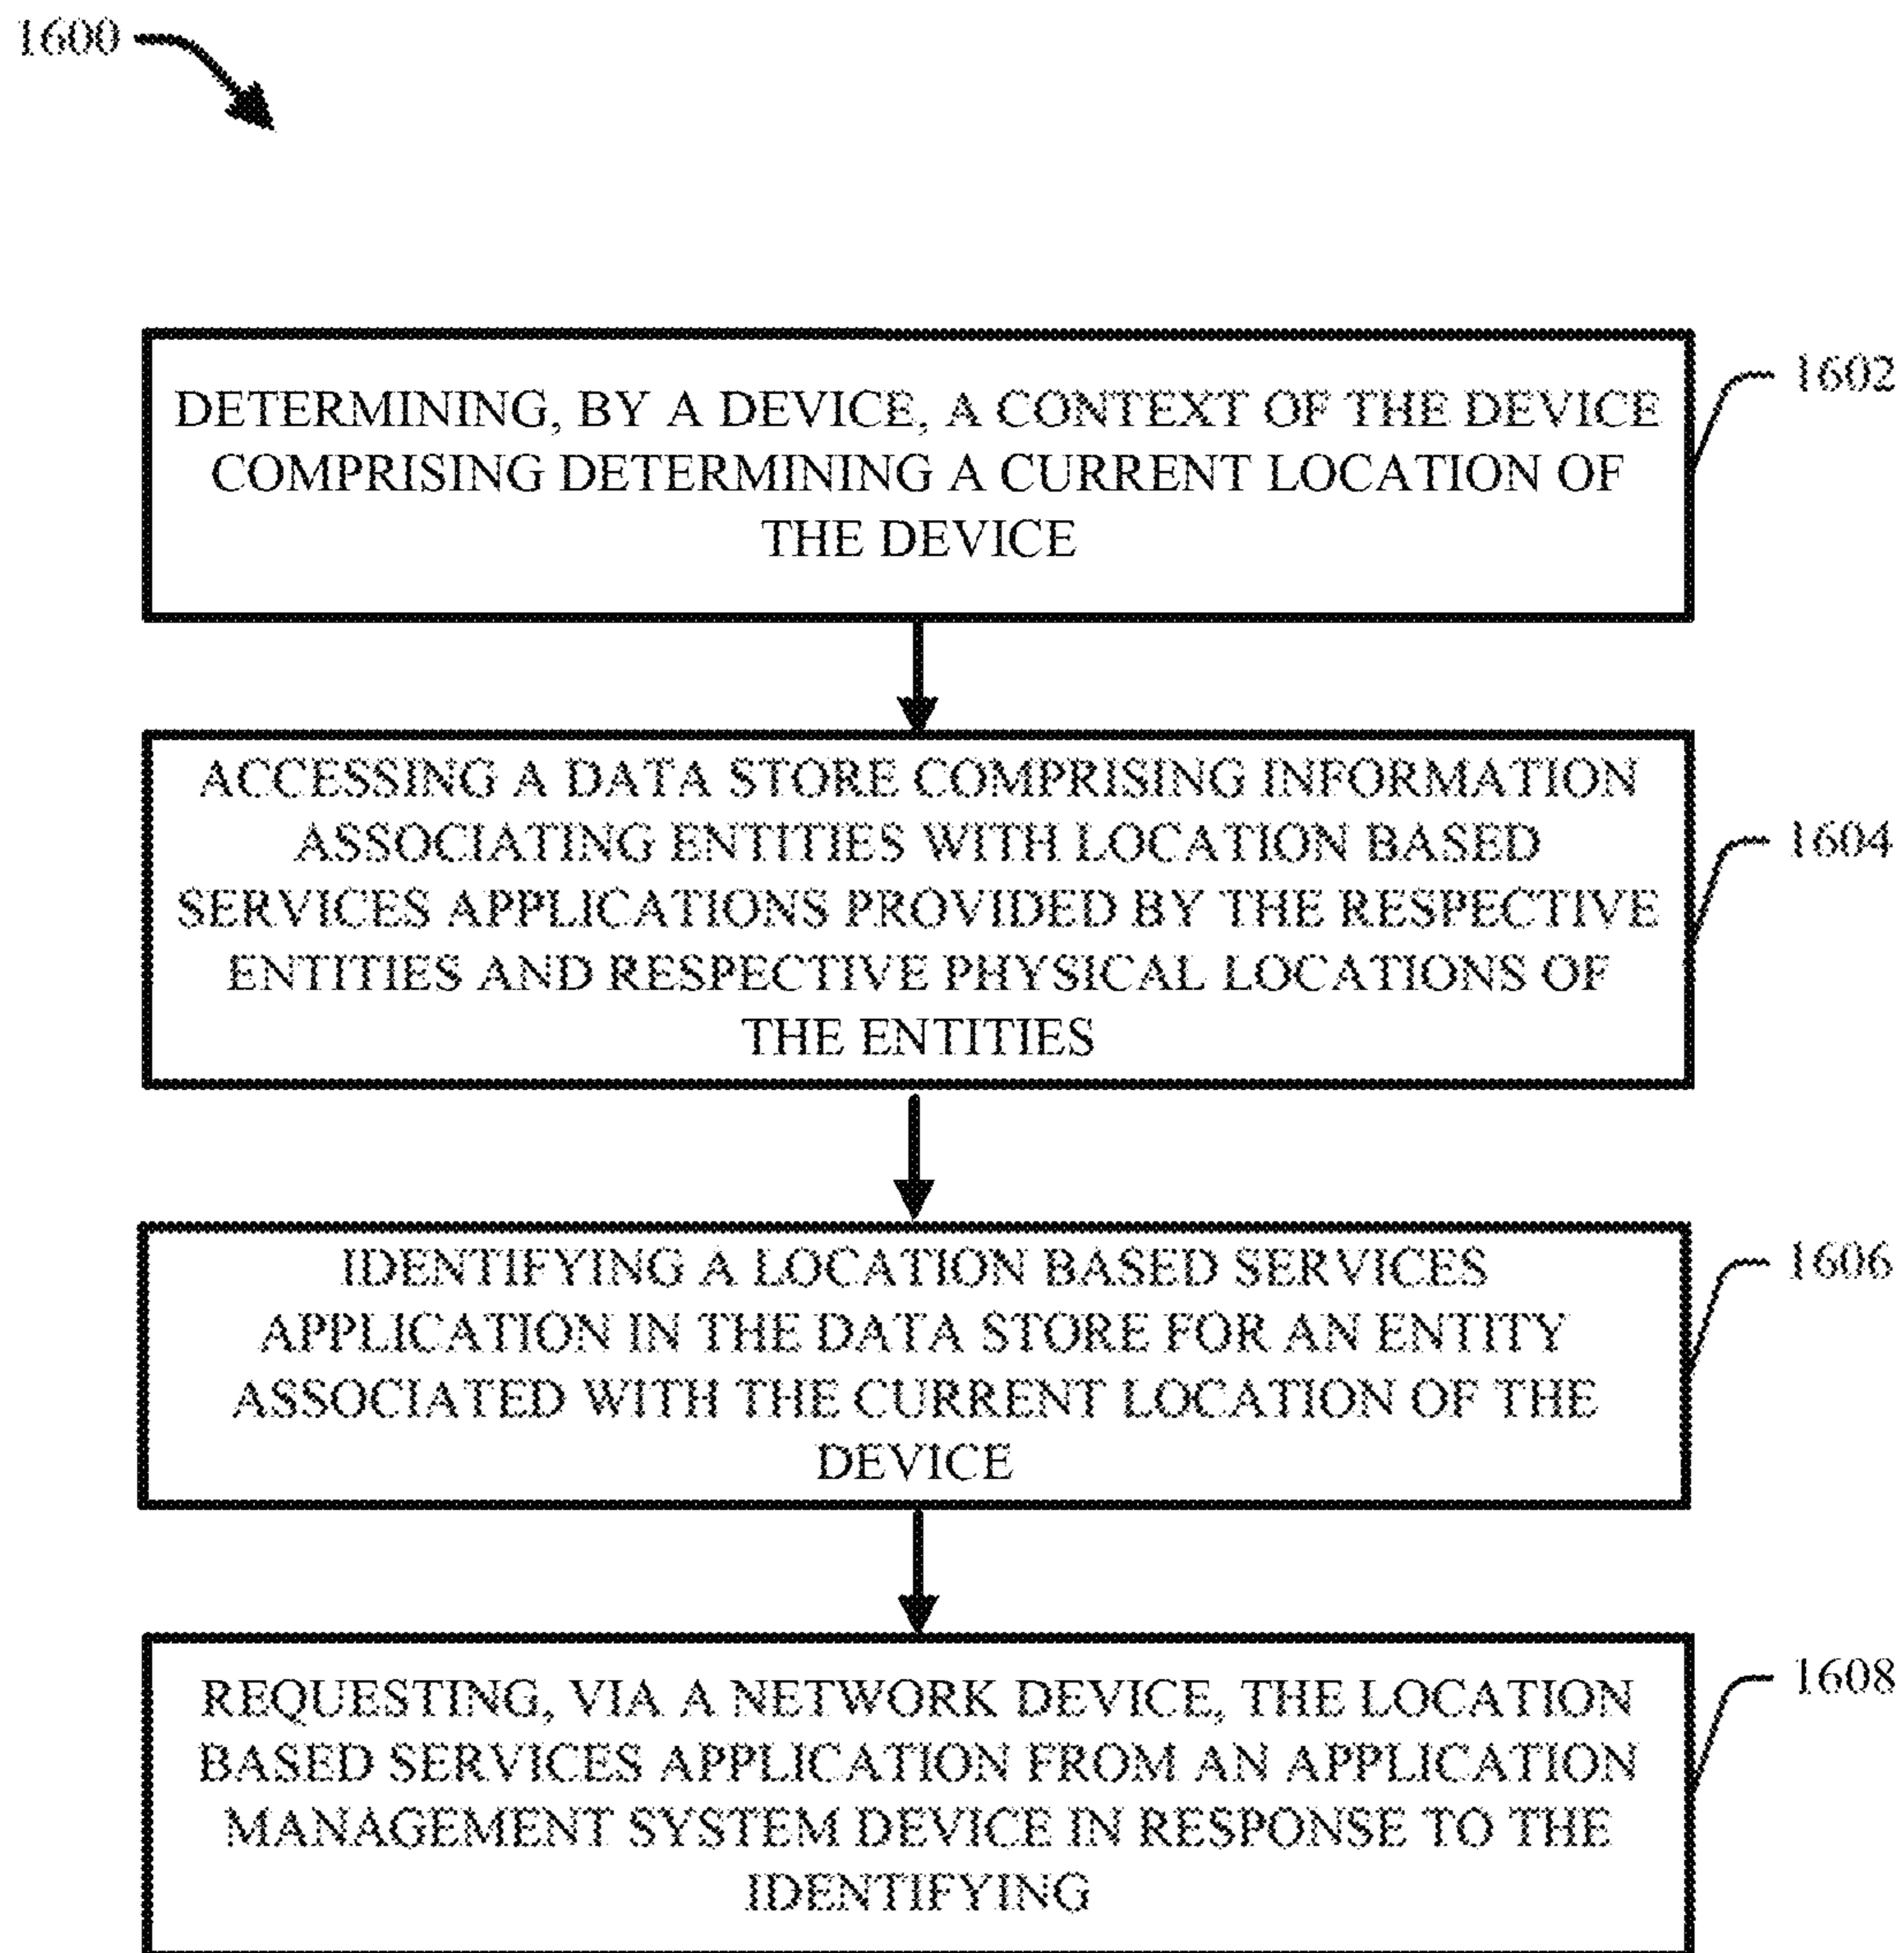 1600
DETERMINING, BY A DEVICE, A CONTEXT OF THE DEVICE
COMPRISING DETERMINING A CURRENT LOCATION OF
THE DEVICE
1602
ACCESSING A DATA STORE COMPRISING INFORMATION
ASSOCIATING ENTITIES WITH LOCATION BASED
SERVICES APPLICATIONS PROVIDED BY THE RESPECTIVE
ENTITIES AND RESPECTIVE PHYSICAL LOCATIONS OF
THE ENTITIES
1604
IDENTIFYING A LOCATION BASED SERVICES
APPLICATION IN THE DATA STORE FOR AN ENTITY
ASSOCIATED WITH THE CURRENT LOCATION OF THE
DEVICE
1606
REQUESTING, VIA A NETWORK DEVICE, THE LOCATION
BASED SERVICES APPLICATION FROM AN APPLICATION
MANAGEMENT SYSTEM DEVICE IN RESPONSE TO THE
IDENTIFYING
1608